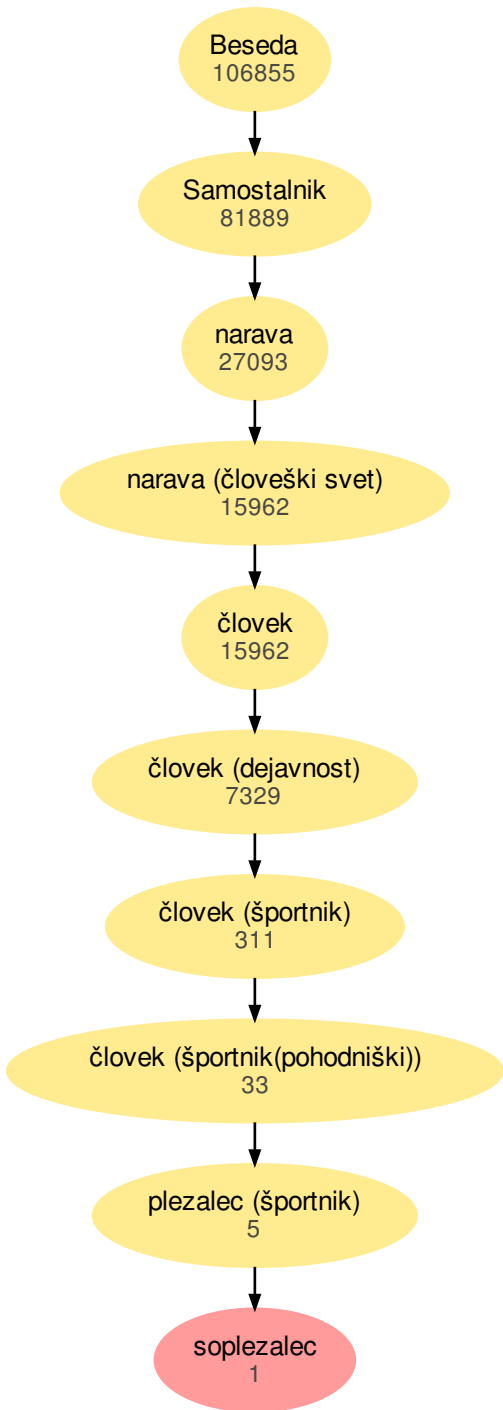 Beseda
106855
Samostalnik
81889
narava
27093
narava (človeški svet)
15962
človek
15962
človek (dejavnost)
7329
človek (športnik)
311
človek (športnik(pohodniški))
33
plezalec (športnik)
5
soplezalec
1